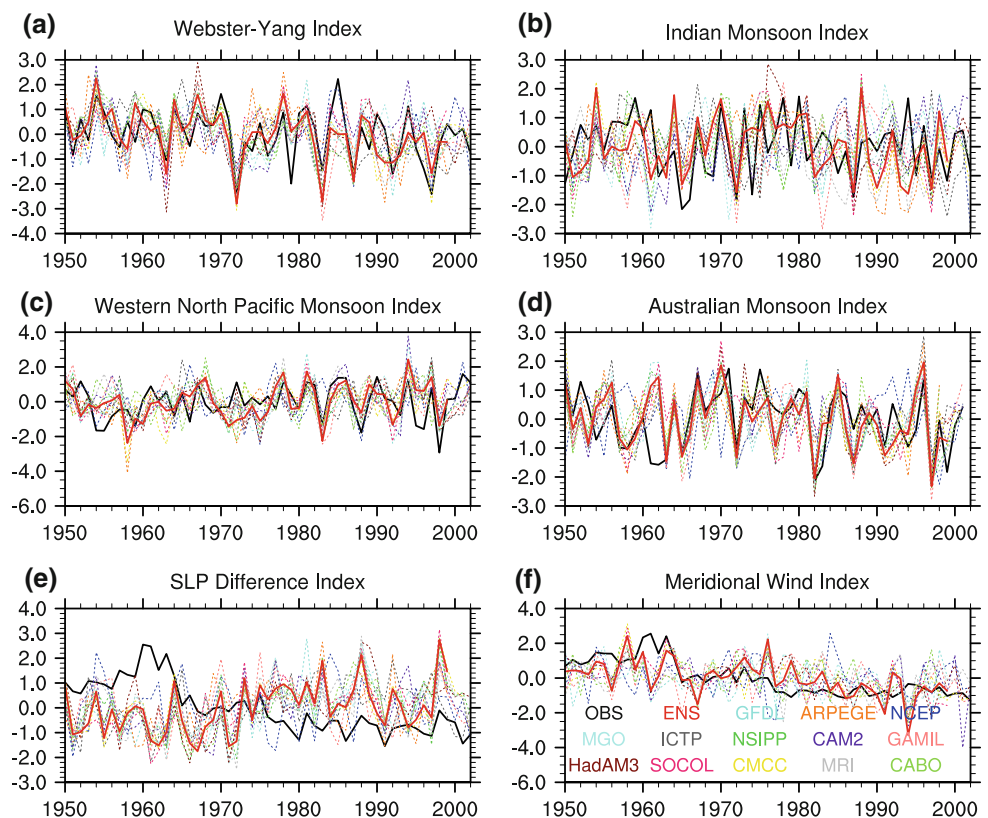 (a) Webster-Yang Index
3.0
2.0
1.0
0.0
-1.0
-2.0
-3.0
-4.0
1950 1960 1970 1980 1990 2000
(b) Indian Monsoon Index
3.0
2.0
1.0
0.0
-1.0
-2.0
-3.0
1950 1960 1970 1980 1990 2000
(c) Western North Pacific Monsoon Index
4.0
2.0
0.0
-2.0
-4.0
-6.0
1950 1960 1970 1980 1990 2000
(d) Australian Monsoon Index
3.0
2.0
1.0
0.0
-1.0
-2.0
-3.0
1950 1960 1970 1980 1990 2000
(e) SLP Difference Index
4.0
3.0
2.0
1.0
0.0
-1.0
-2.0
-3.0
1950 1960 1970 1980 1990 2000
(f) Meridional Wind Index
4.0
2.0
0.0
-2.0
-4.0
-6.0
OBS ENS GFDL ARPEGE NCEP
MGO ICTP NSIPP CAM2 GAMIL
HadAM3 SOCOL CMCC MRI CABO
1950 1960 1970 1980 1990 2000